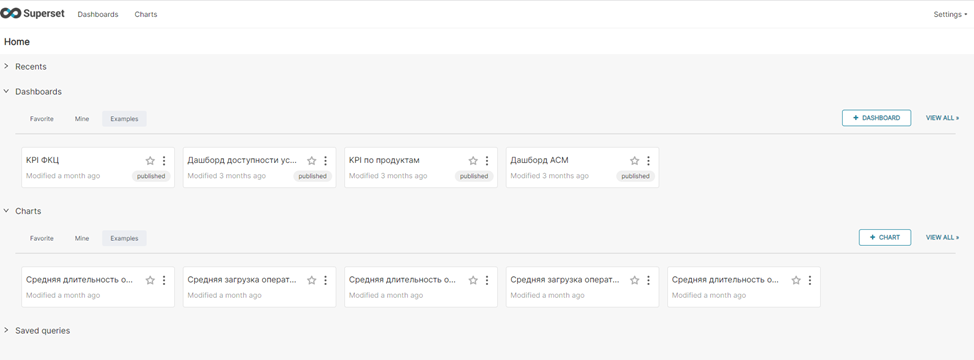 Superset Dashboards Charts Settings
Home
Recents
Dashboards
Favorite Mine Examples + DASHBOARD VIEW ALL »
KPI ФКЦ Дашборд доступности ус... KPI по продуктам Дашборд АСМ
Modified a month ago published Modified 3 months ago published Modified 3 months ago published Modified 3 months ago published
Charts
Favorite Mine Examples + CHART VIEW ALL »
Средняя длительность о... Средняя загрузка операт... Средняя длительность о... Средняя загрузка операт... Средняя длительность о...
Modified a month ago Modified a month ago Modified a month ago Modified a month ago Modified a month ago
Saved queries